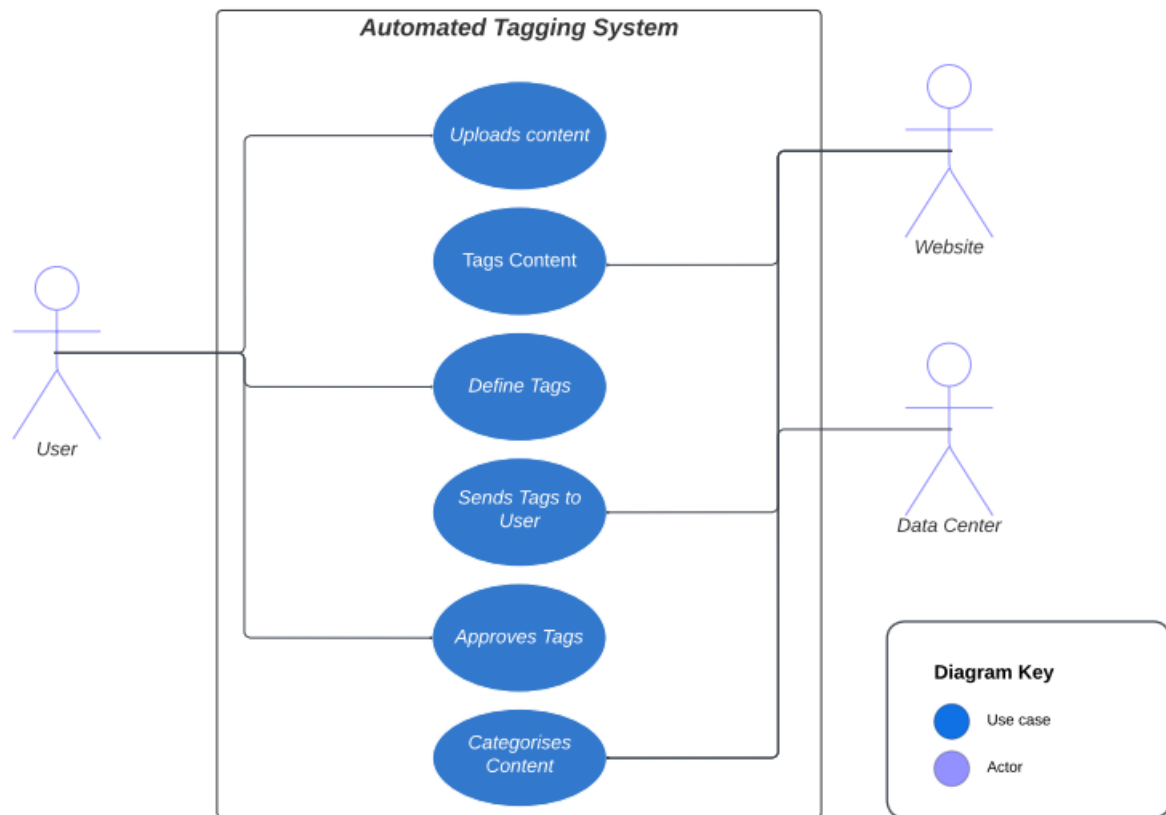 Automated Tagging System
Uploads content
Tags Content
Website
Define Tags
User
Sends Tags to
User
Data Center
Approves Tags
Categorises
Content
Diagram Key
Use case
Actor